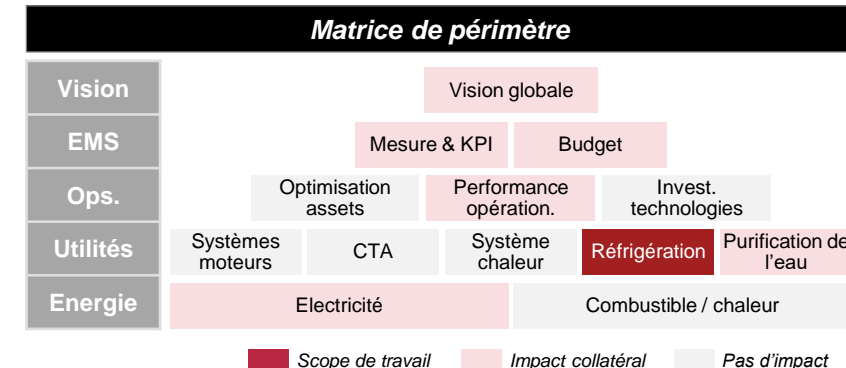 Matrice de périmètre
Vision
Vision globale
EMS
Mesure & KPI
Budget
Ops.
Optimisation
assets
Performance
opération.
Invest.
technologies
Utilités
Systèmes
moteurs
CTA
Système
chaleur
Réfrigération
Purification de
l'eau
Energie
Electricité
Combustible / chaleur
Scope de travail
Impact collatéral
Pas d'impact